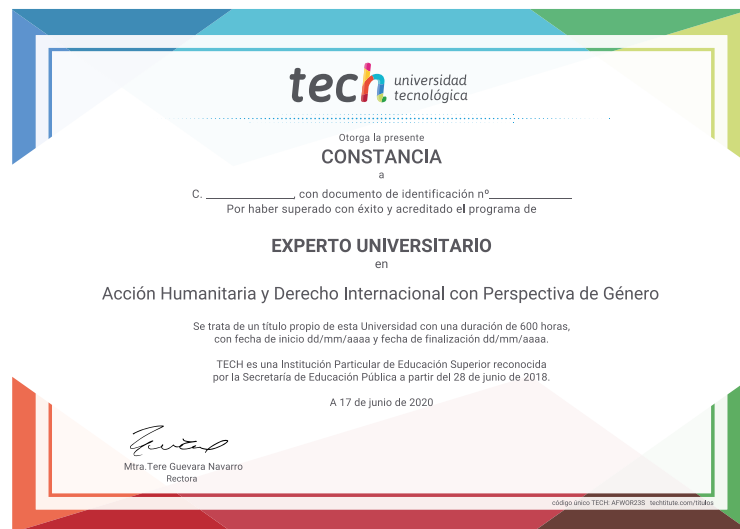 tech universidad
tecnológica
Otorga la presente
CONSTANCIA
a
C. ______________, con documento de identificación nº_____________
Por haber superado con éxito y acreditado el programa de
EXPERTO UNIVERSITARIO
en
Acción Humanitaria y Derecho Internacional con Perspectiva de Género
Se trata de un título propio de esta Universidad con una duración de 600 horas,
con fecha de inicio dd/mm/aaaa y fecha de finalización dd/mm/aaaa.
TECH es una Institución Particular de Educación Superior reconocida
por la Secretaría de Educación Pública a partir del 28 de junio de 2018.
A 17 de junio de 2020
Mtra.Tere Guevara Navarro
Rectora
código único TECH: AFWOR23S techtitute.com/titulos